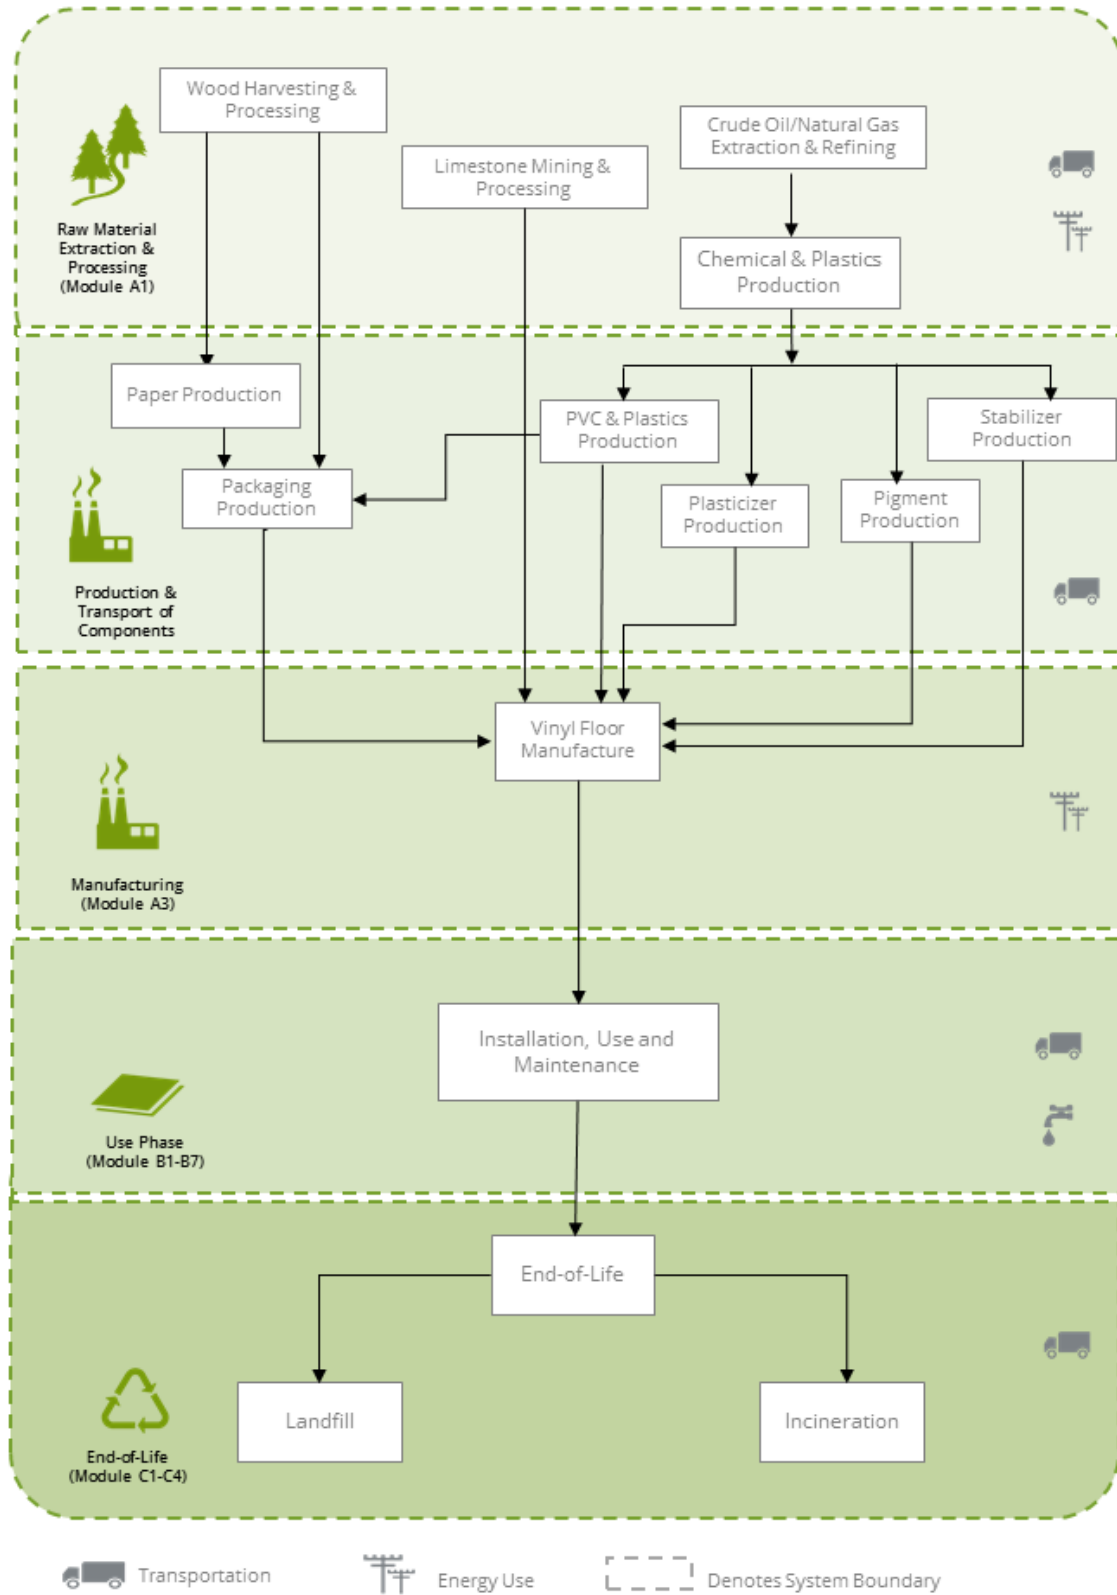 Wood Harvesting &
Processing
Crude Oil/Natural Gas
Extraction & Refining
Limestone Mining &
Processing
Raw Material
Extraction &
Processing
(Module A1)
Chemical & Plastics
Production
Paper Production
PVC & Plastics
Production
Stabilizer
Production
Packaging
Production
Plasticizer
Production
Pigment
Production
Production &
Transport of
Components
Vinyl Floor
Manufacture
Manufacturing
(Module A3)
Installation, Use and
Maintenance
Use Phase
(Module B1-B7)
End-of-Life
Landfill
Incineration
End-of-Life
(Module C1-C4)
Transportation
Energy Use
Denotes System Boundary